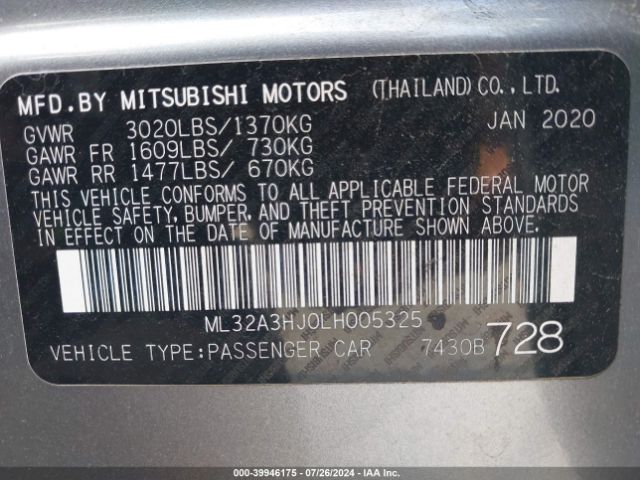 MFD.BY MITSUBISHI MOTORS (THAILAND)CO.,LTD.
GVWR 3020LBS/1370KG JAN 2020
GAWR FR 1609LBS/ 730KG
GAWR RR 1477LBS/ 670KG
THIS VEHICLE CONFORMS TO ALL APPLICABLE FEDERAL MOTOR
VEHICLE SAFETY, BUMPER, AND THEFT PREVENTION STANDARDS
IN EFFECT ON THE DATE OF MANUFACTURE SHOWN ABOVE.
ML32A3HJ0LH005325
VEHICLE TYPE:PASSENGER CAR 7430B 728
000-39946175 - 07/26/2024 - IAA Inc.